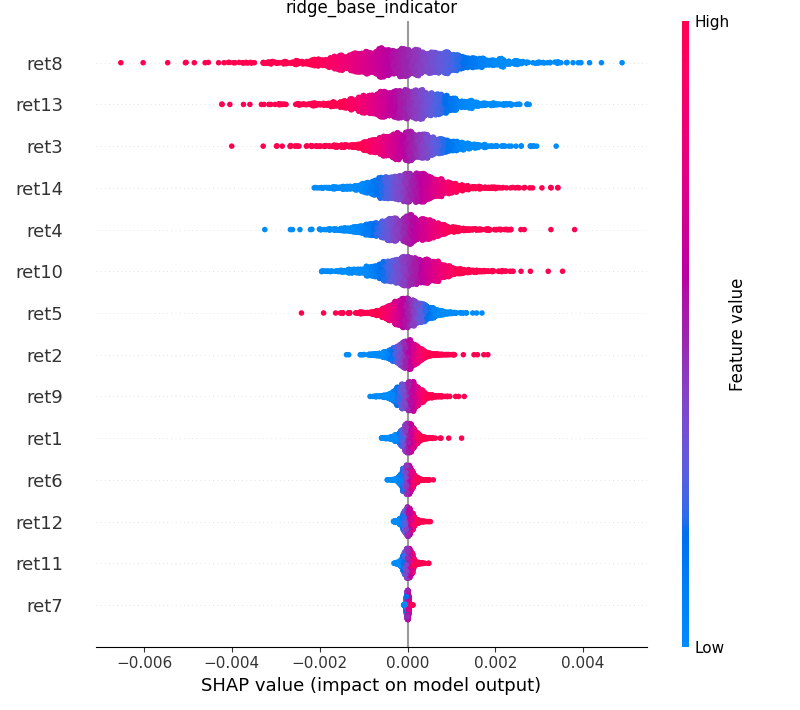 ridge_base_indicator
High
ret8
ret13
ret3
ret14
ret4
ret10
ret5
ret2
ret9
ret1
ret6
ret12
ret11
ret7
Feature value
Low
−0.006 −0.004 −0.002 0.000 0.002 0.004
SHAP value (impact on model output)